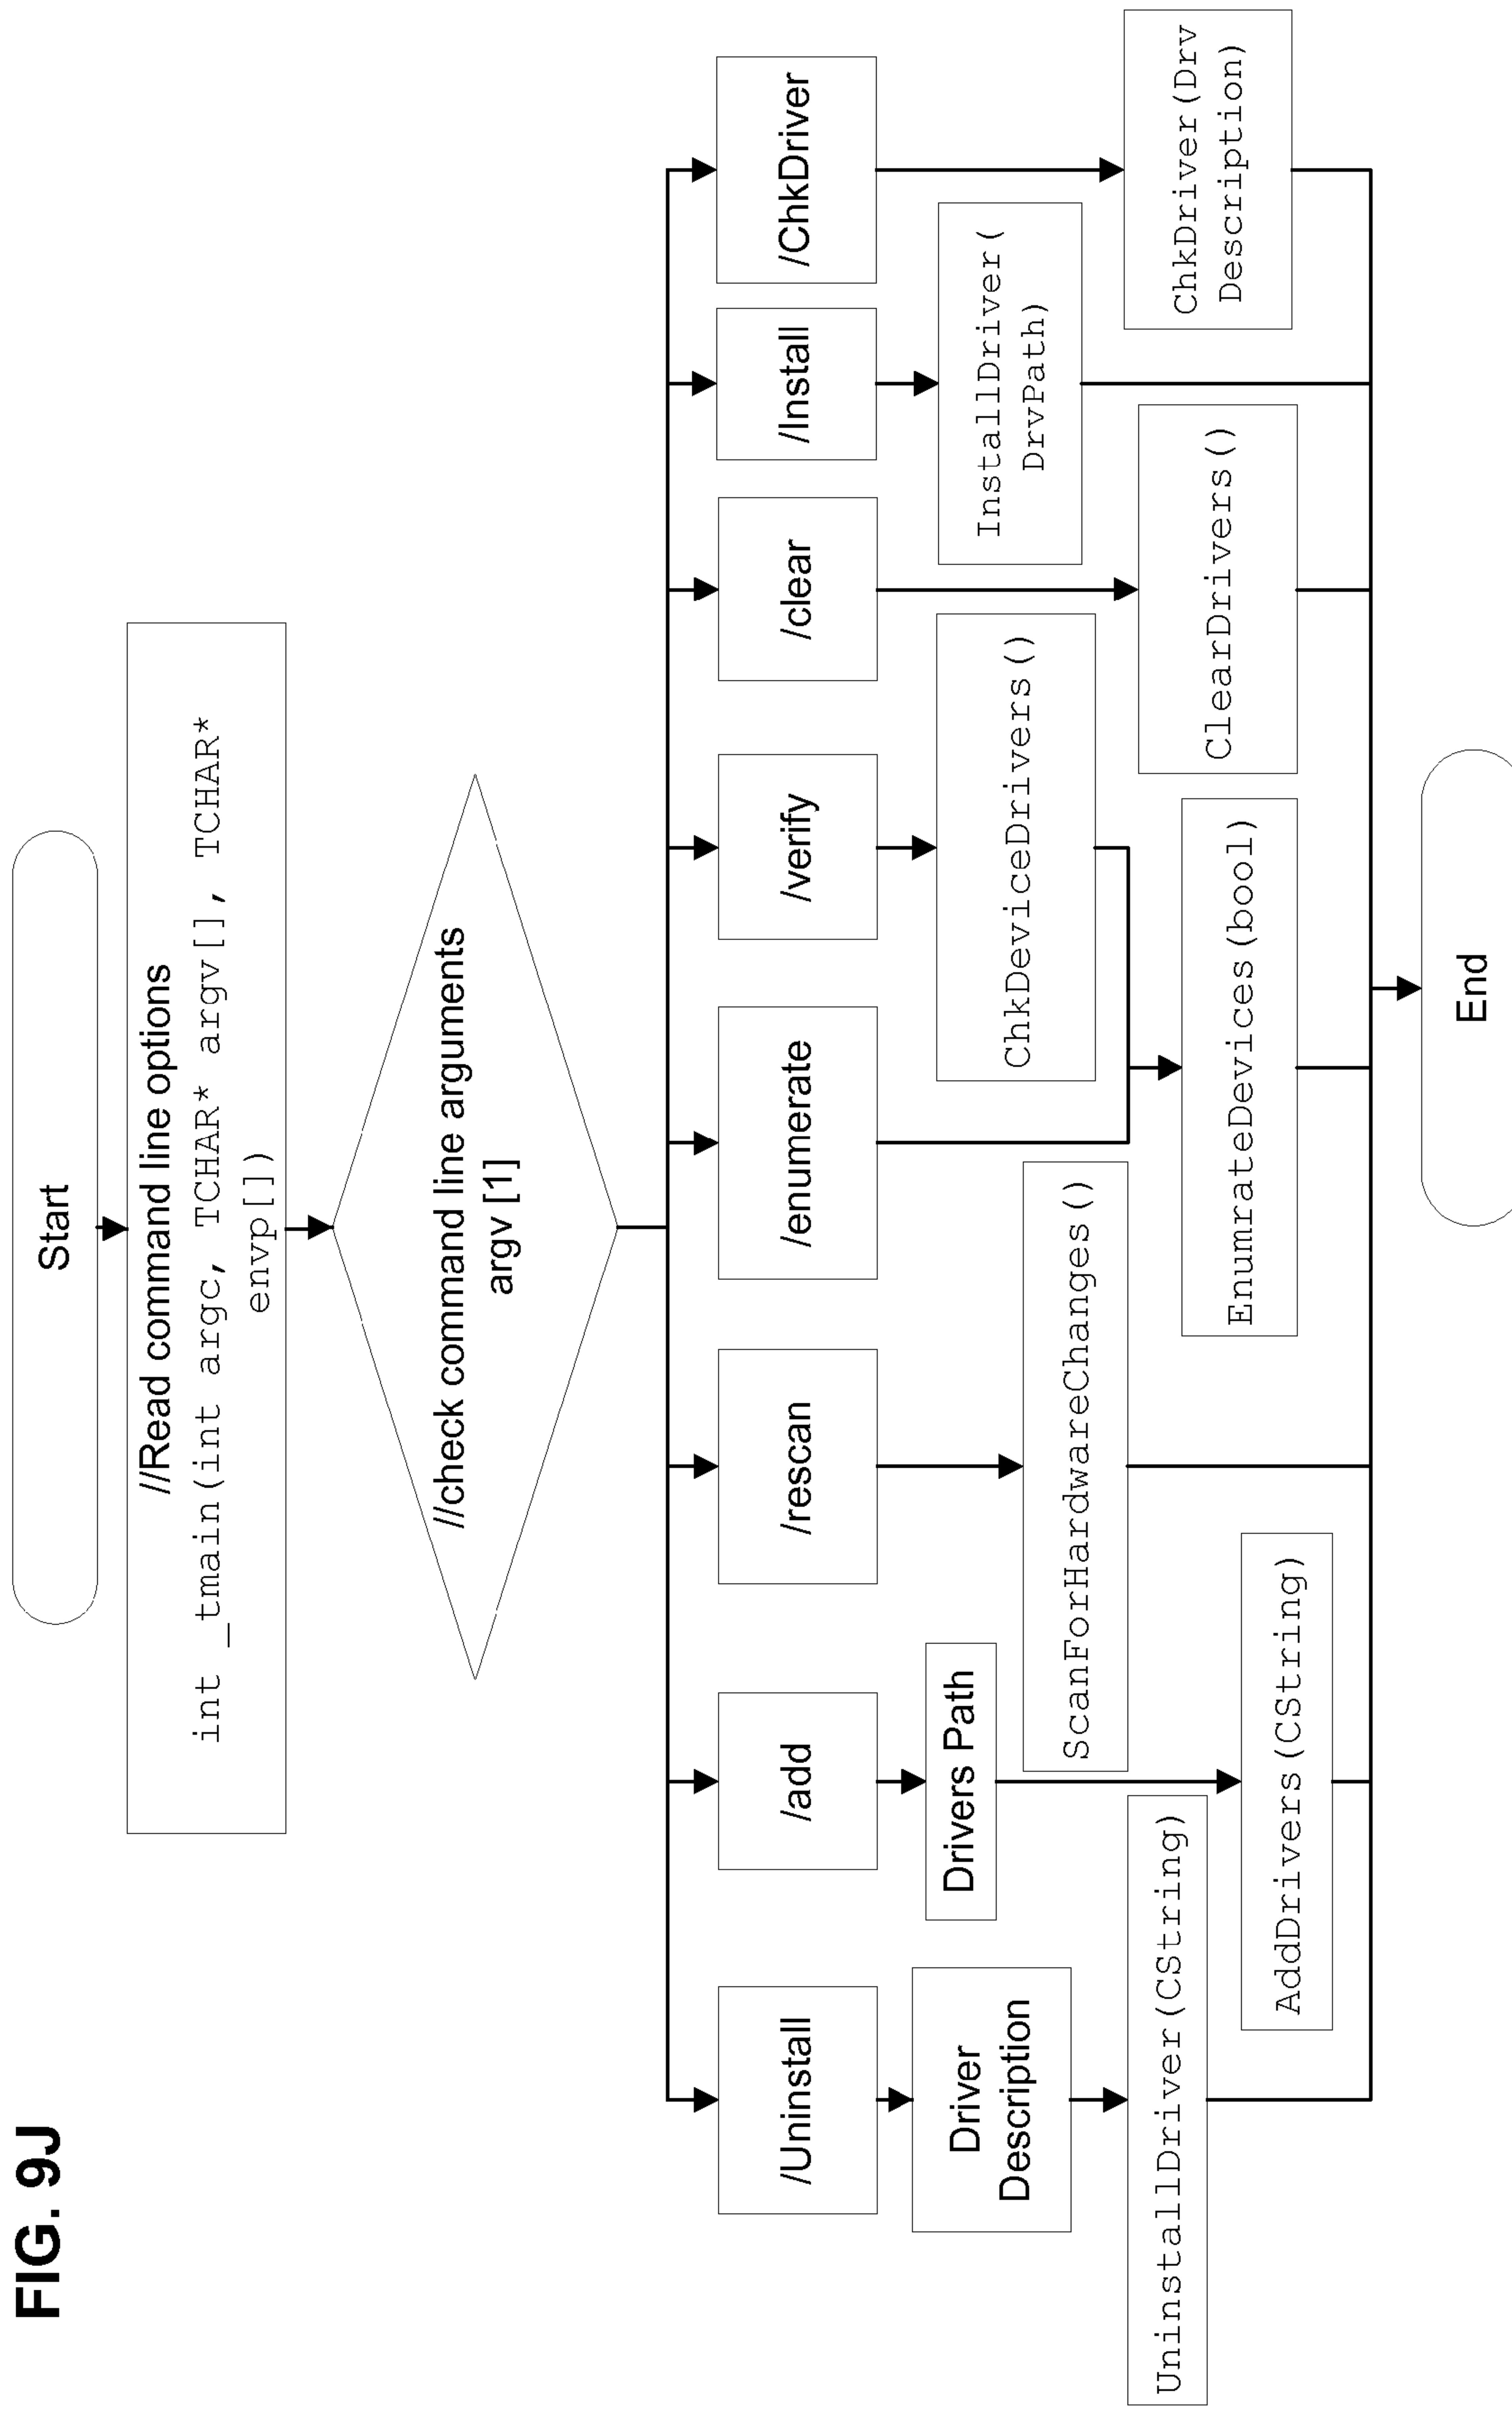 FIG. 9J
Start
//Read command line options
int _tmain(int argc, TCHAR* argv[], TCHAR*
envp[])
//check command line arguments
argv [1]
/Uninstall
/add
/rescan
/enumerate
/verify
/clear
/Install
/ChkDriver
Driver
Description
Drivers Path
ScanForHardwareChanges()
ChkDeviceDrivers()
InstallDriver(
DrvPath)
UninstallDriver(CString)
AddDrivers(CString)
EnumrateDevices(bool)
ClearDrivers()
ChkDriver(Drv
Description)
End